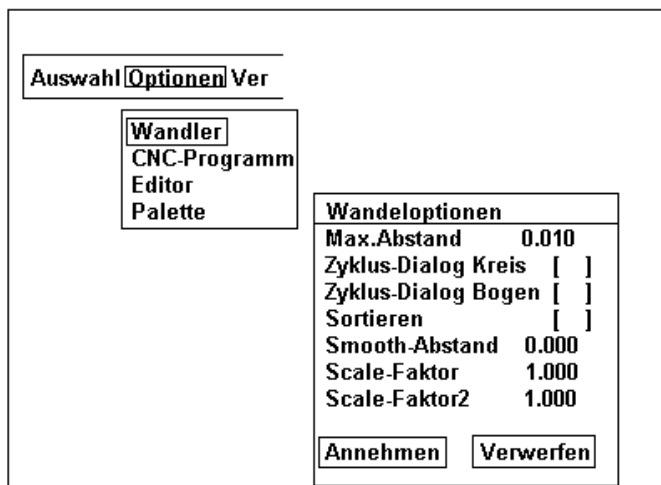 Auswahl Optionen Ver
Wandler
CNC-Programm
Editor
Palette
Wandeloptionen
Max.Abstand 0.010
Zyklus-Dialog Kreis [ ]
Zyklus-Dialog Bogen [ ]
Sortieren [ ]
Smooth-Abstand 0.000
Scale-Faktor 1.000
Scale-Faktor2 1.000
Annehmen Verwerfen